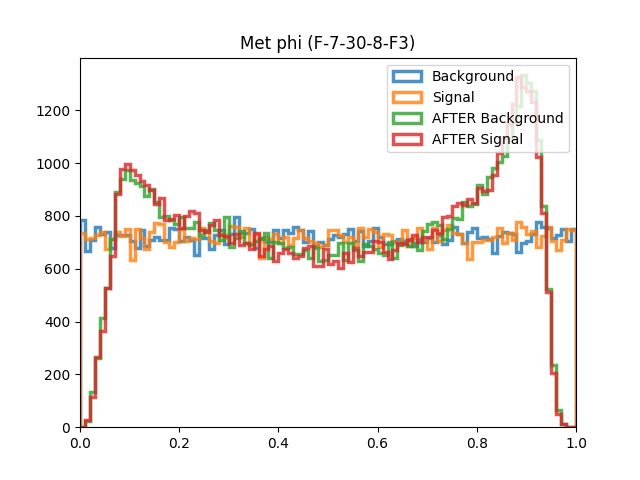 Met phi (F-7-30-8-F3)
Background
Signal
AFTER Background
AFTER Signal
1200
1000
800
600
400
200
0
0.0 0.2 0.4 0.6 0.8 1.0